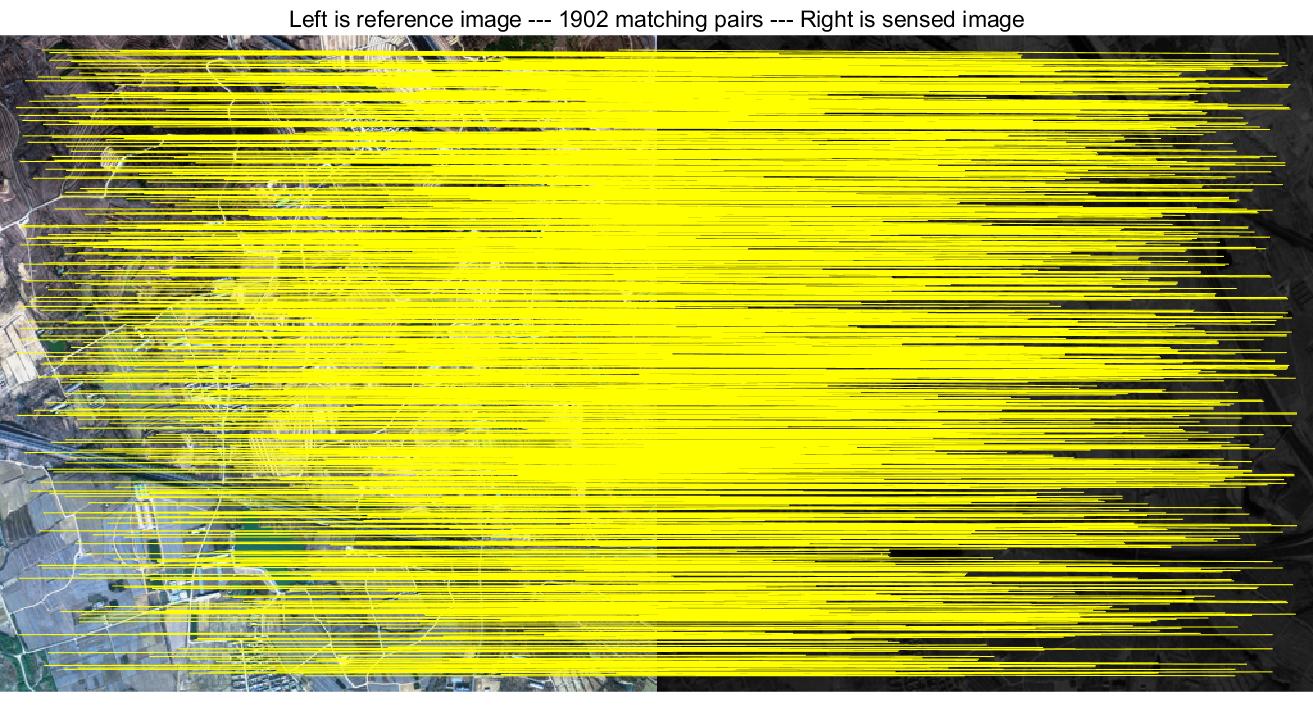 Left is reference image --- 1902 matching pairs --- Right is sensed image